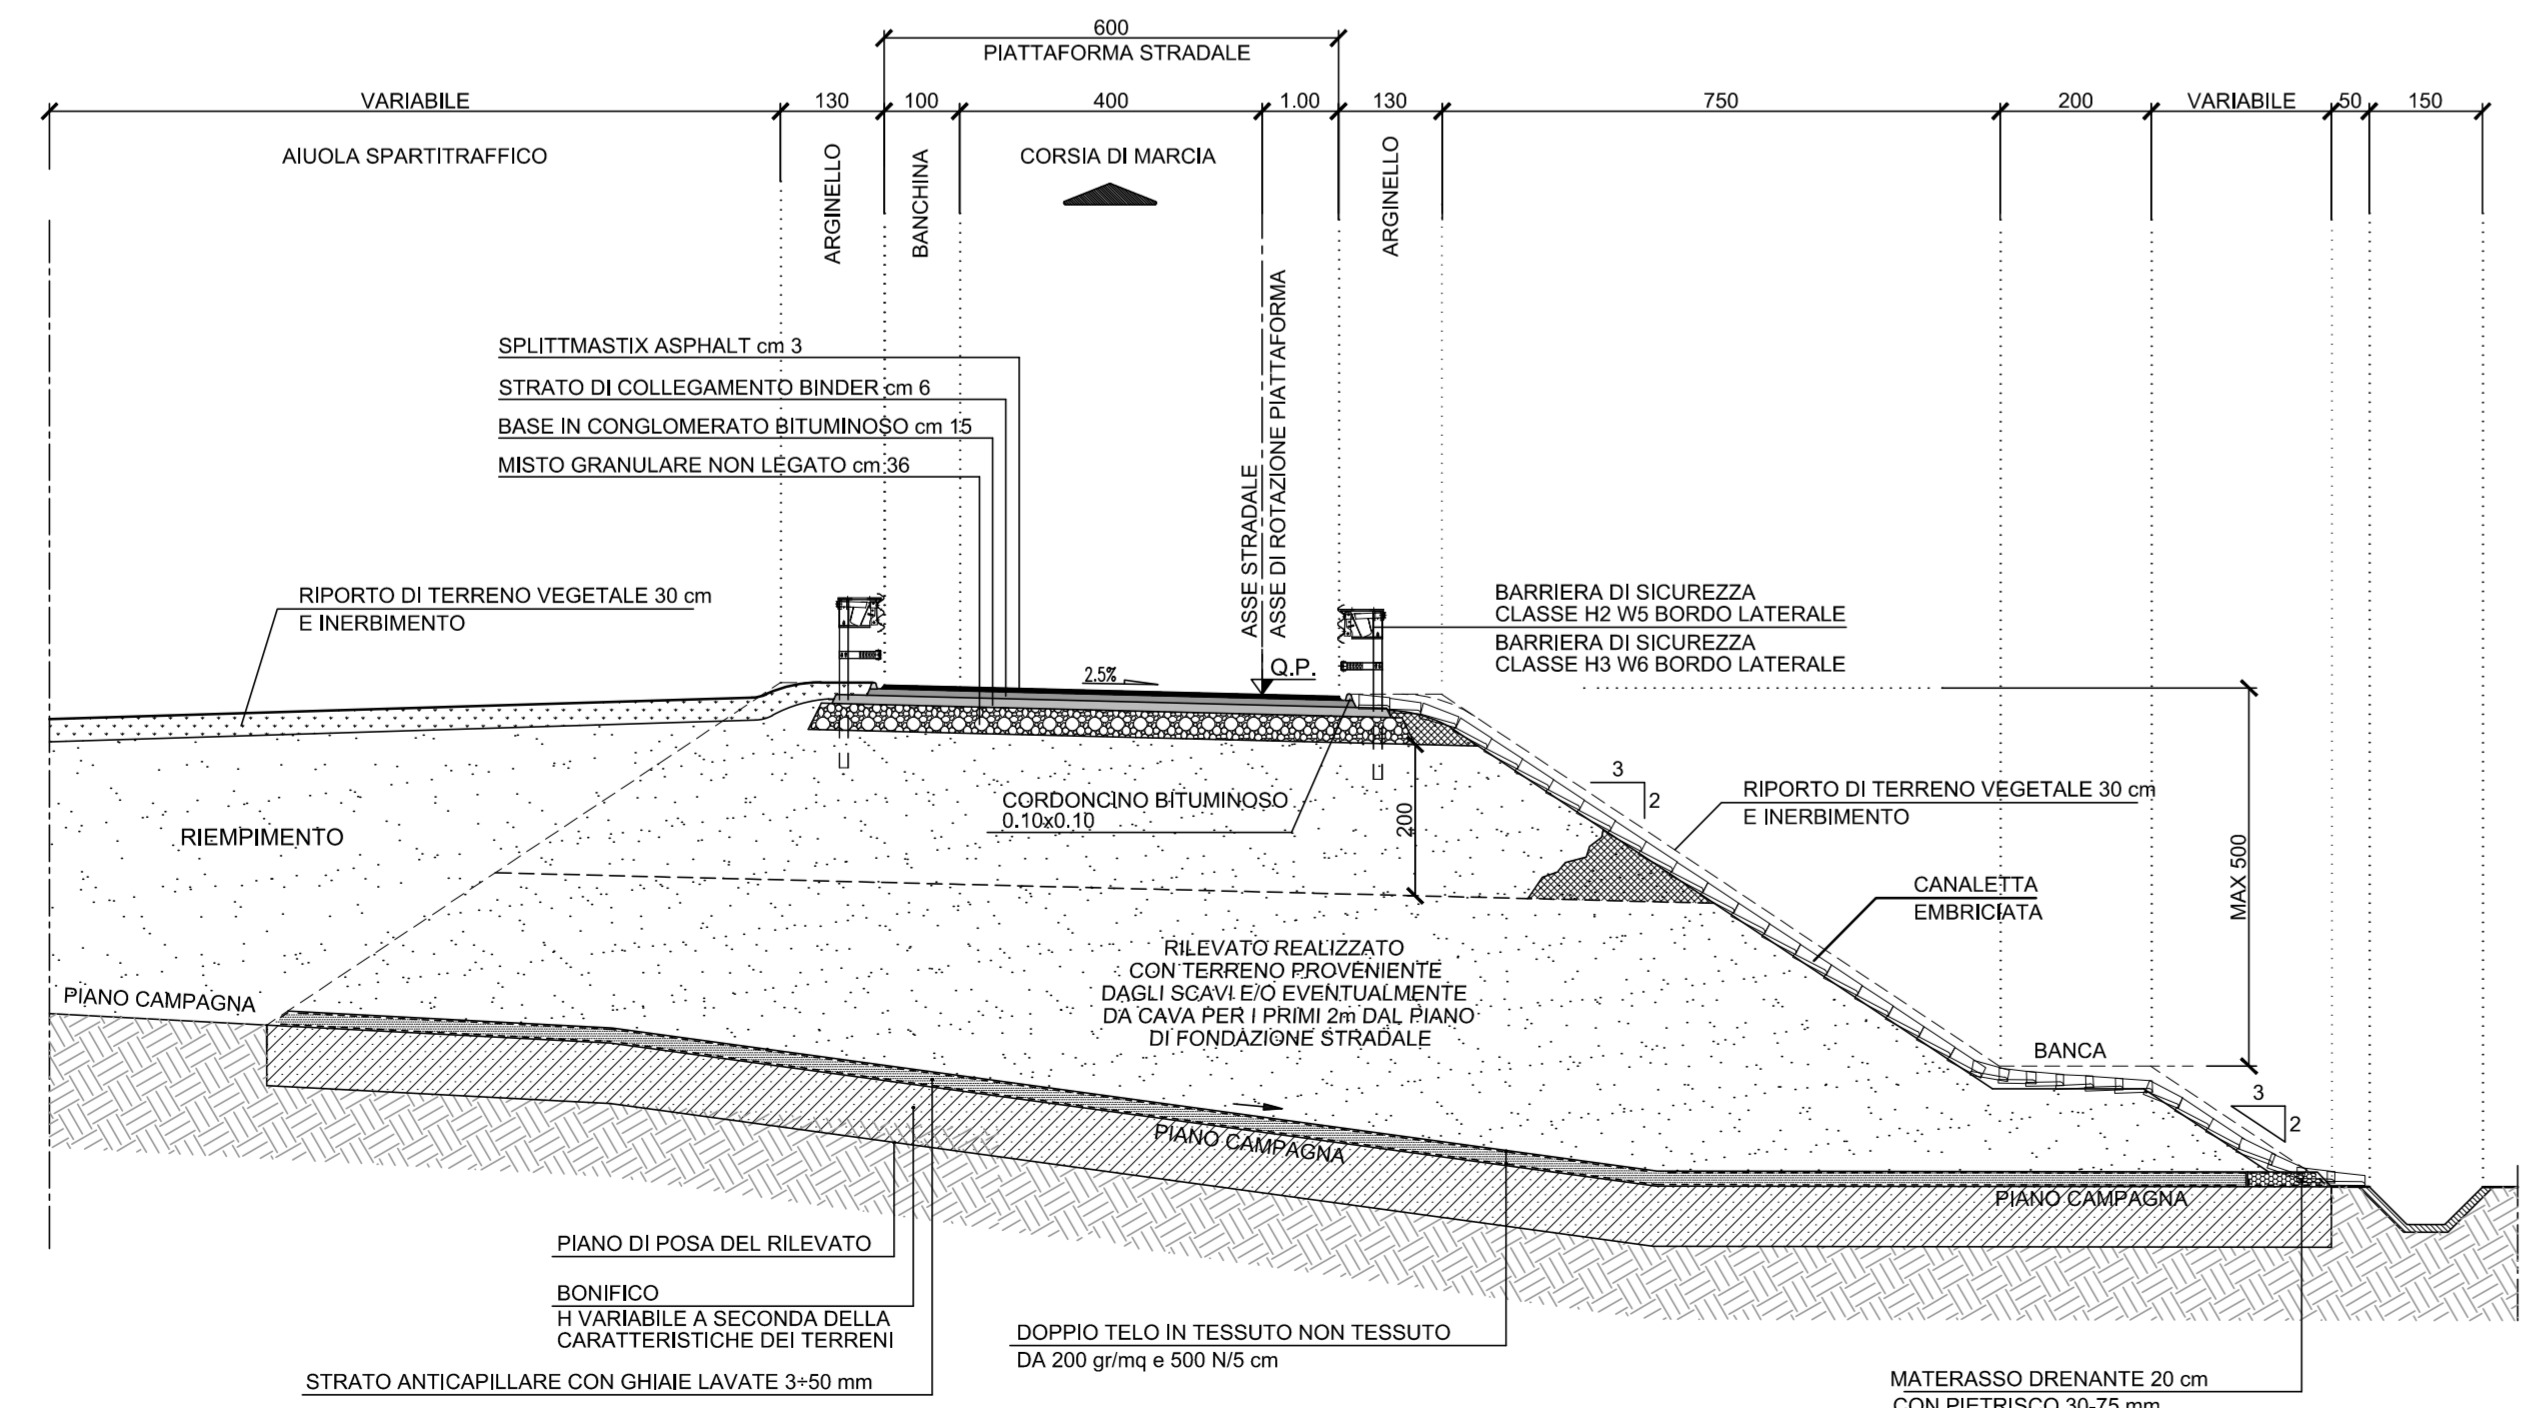 600
PIATTAFORMA STRADALE
VARIABILE
130
100
400
1.00
130
750
200
VARIABILE
50
150
AIUOLA SPARTITRAFFICO
ARGINELLO
BANCHINA
CORSIA DI MARCIA
ARGINELLO
ASSE STRADALE
ASSE DI ROTAZIONE PIATTAFORMA
SPLITTMASTIX ASPHALT cm 3
STRATO DI COLLEGAMENTO BINDER cm 6
BASE IN CONGLOMERATO BITUMINOSO cm 15
MISTO GRANULARE NON LEGATO cm 36
RIPORTO DI TERRENO VEGETALE 30 cm
E INERBIMENTO
BARRIERA DI SICUREZZA
CLASSE H2 W5 BORDO LATERALE
BARRIERA DI SICUREZZA
CLASSE H3 W6 BORDO LATERALE
2.5%
Q.P.
3
2
RIPORTO DI TERRENO VEGETALE 30 cm
E INERBIMENTO
CORDONCINO BITUMINOSO
0.10x0.10
200
RIEMPIMENTO
MAX 500
CANALETTA
EMBRICIATA
RILEVATO REALIZZATO
CON TERRENO PROVENIENTE
DAGLI SCAVI E/O EVENTUALMENTE
DA CAVA PER I PRIMI 2m DAL PIANO
DI FONDAZIONE STRADALE
PIANO CAMPAGNA
BANCA
3
2
PIANO CAMPAGNA
PIANO CAMPAGNA
PIANO DI POSA DEL RILEVATO
BONIFICO
H VARIABILE A SECONDA DELLA
CARATTERISTICHE DEI TERRENI
STRATO ANTICAPILLARE CON GHIAIE LAVATE 3÷50 mm
DOPPIO TELO IN TESSUTO NON TESSUTO
DA 200 gr/mq e 500 N/5 cm
MATERASSO DRENANTE 20 cm
CON PIETRISCO 30-75 mm